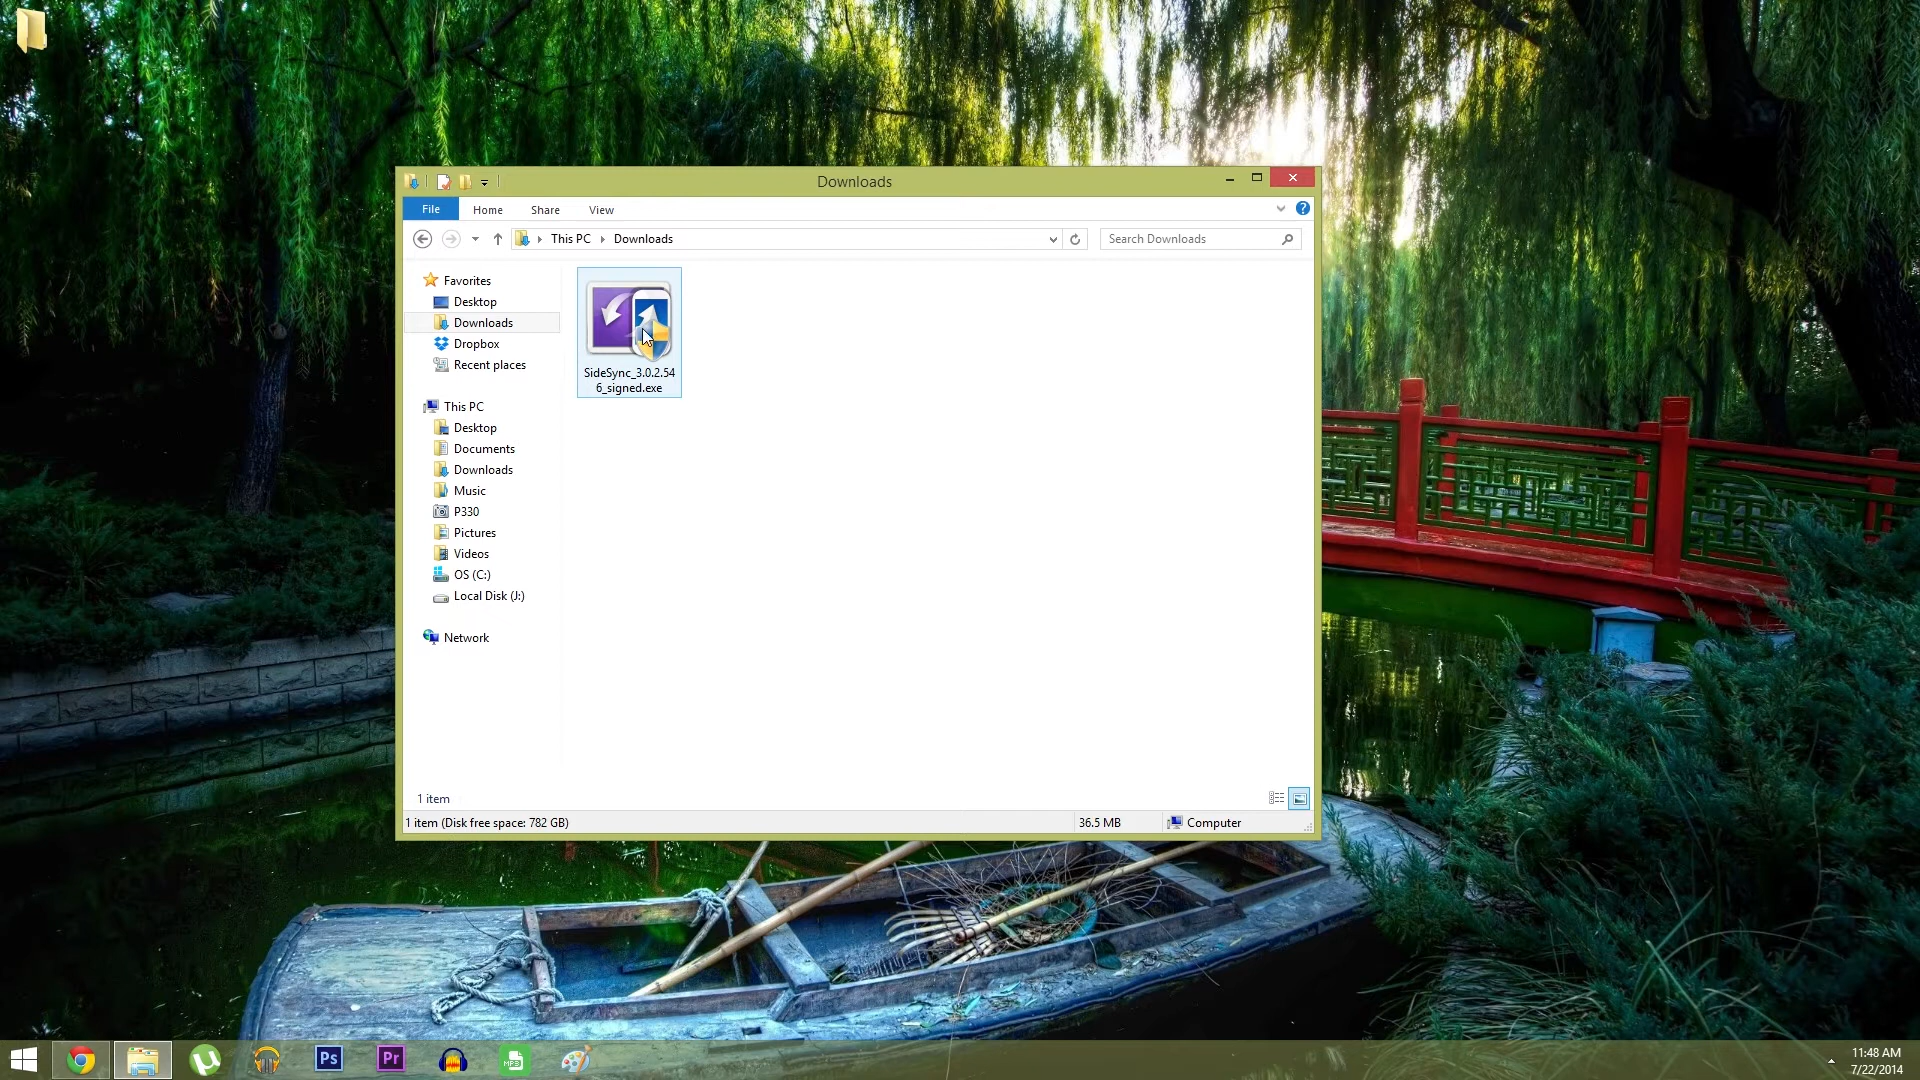 Downloads
File Home Share View
This PC Downloads
Search Downloads
Favorites
Desktop
Downloads
Dropbox
Recent places
This PC
Desktop
Documents
Downloads
Music
P330
Pictures
Videos
OS (C:)
Local Disk (J:)
Network
SideSync_3.0.2.54
6_signed.exe
1 item
1 item (Disk free space: 782 GB)
36.5 MB
Computer
Ps
Pr
MP3
11:48 AM
7/22/2014